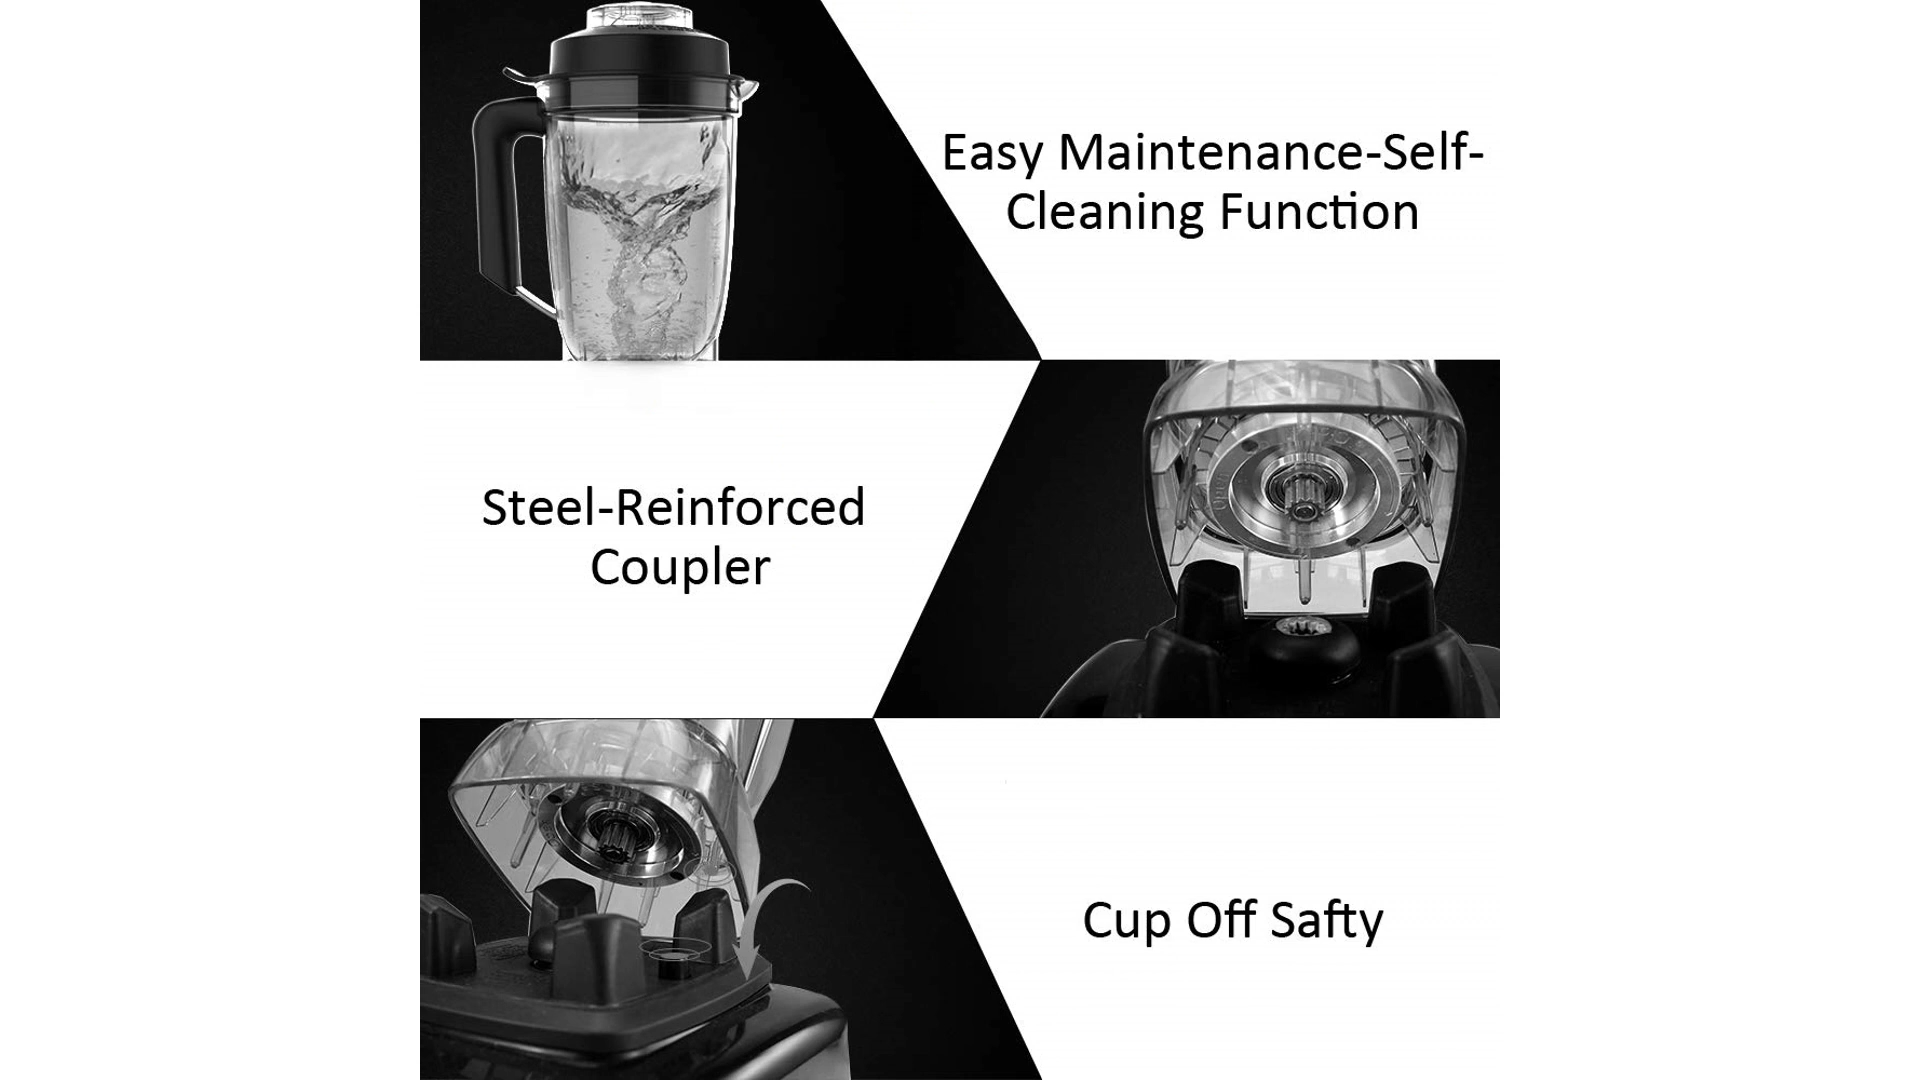 Easy Maintenance-Self-
Cleaning Function
Steel-Reinforced
Coupler
Cup Off Safty